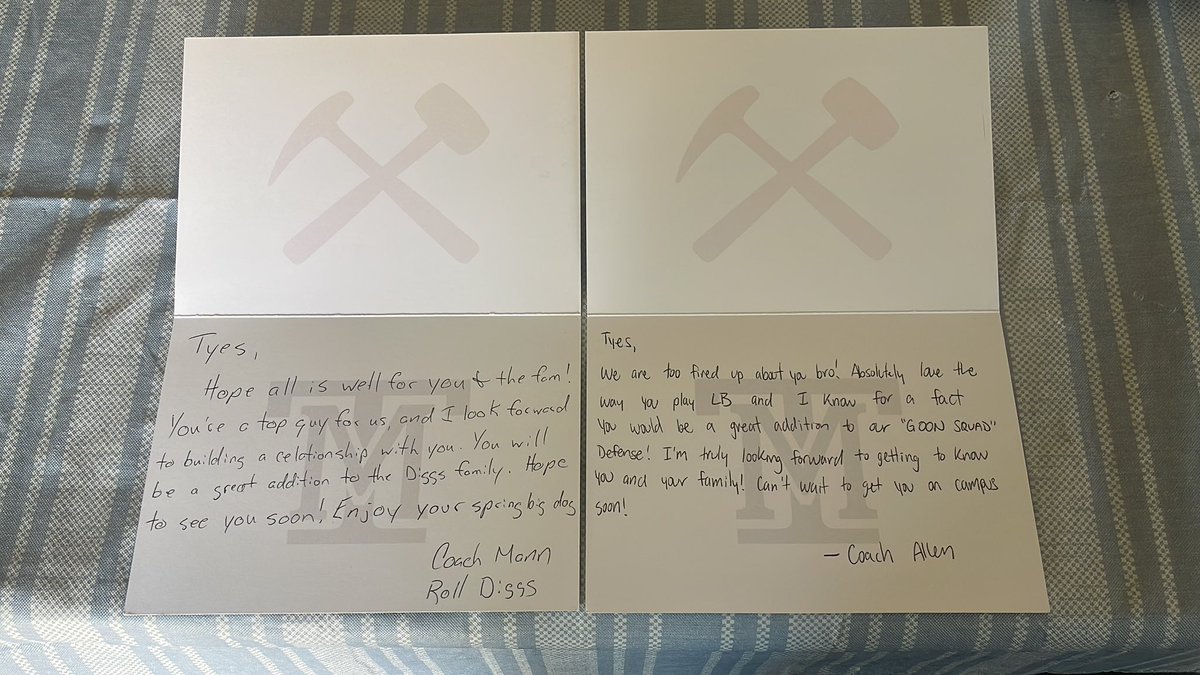 Tyes,
Hope all is well for you & the fam!
You're a top guy for us, and I look forward
to building a relationship with you. You will
be a great addition to the Diggs family. Hope
to see you soon! Enjoy your spring big dog
Coach Mann
Roll Diggs
Tyes,
We are too fired up about you bro! Absolutely love the
way you play LB and I know for a fact
you would be a great addition to our "GOON SQUAD"
Defense! I'm truly looking forward to getting to know
you and your family! Can't wait to get you on campus
soon!
— Coach Allen
MT
MT